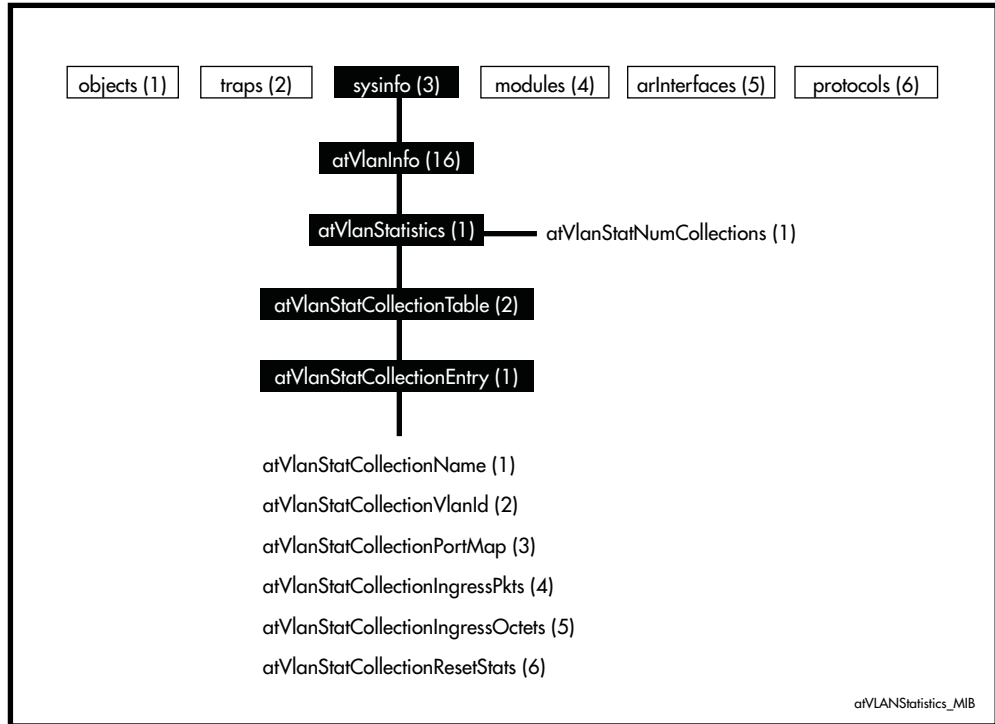 objects (1)
traps (2)
sysinfo (3)
modules (4)
arInterfaces (5)
protocols (6)
atVlanInfo (16)
atVlanStatistics (1)
atVlanStatNumCollections (1)
atVlanStatCollectionTable (2)
atVlanStatCollectionEntry (1)
atVlanStatCollectionName (1)
atVlanStatCollectionVlanId (2)
atVlanStatCollectionPortMap (3)
atVlanStatCollectionIngressPkts (4)
atVlanStatCollectionIngressOctets (5)
atVlanStatCollectionResetStats (6)
atVLANStatistics_MIB